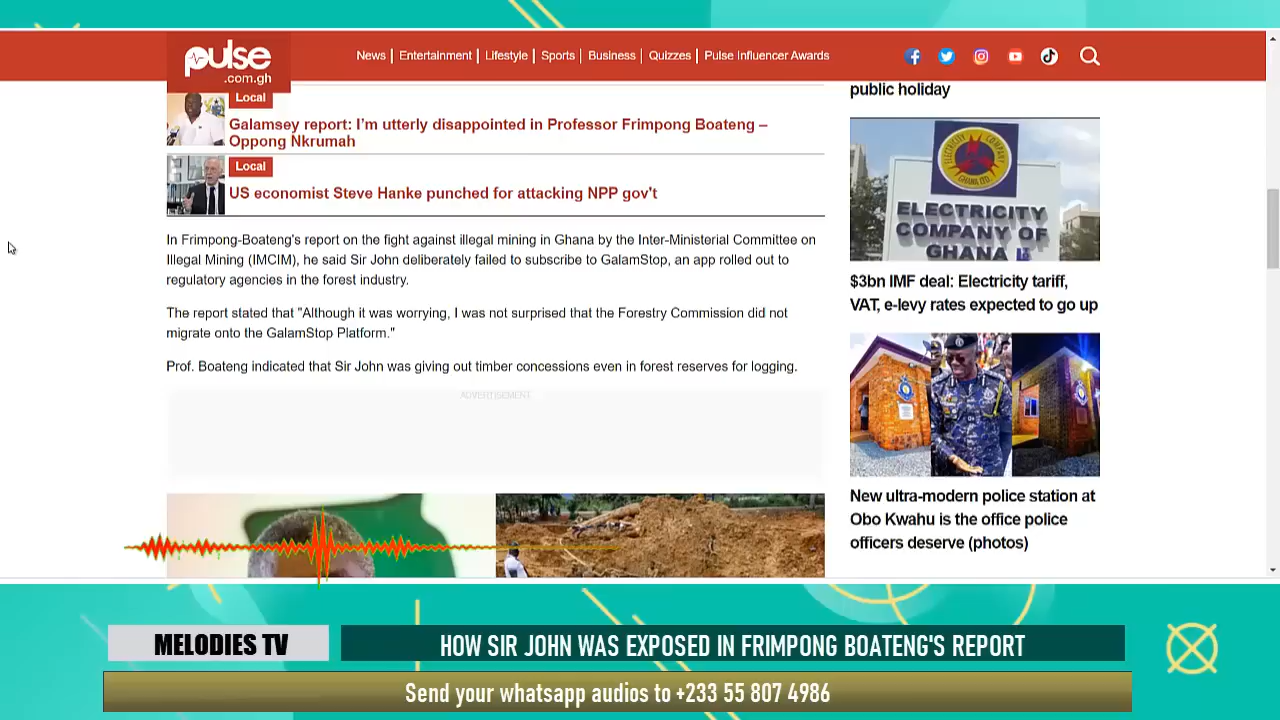 pulse
.com.gh
News
Entertainment
Lifestyle
Sports
Business
Quizzes
Pulse Influencer Awards
Local
Galamsey report: I'm utterly disappointed in Professor Frimpong Boateng –
Oppong Nkrumah
Local
US economist Steve Hanke punched for attacking NPP gov't
In Frimpong-Boateng's report on the fight against illegal mining in Ghana by the Inter-Ministerial Committee on
Illegal Mining (IMCIM), he said Sir John deliberately failed to subscribe to GalamStop, an app rolled out to
regulatory agencies in the forest industry.
The report stated that "Although it was worrying, I was not surprised that the Forestry Commission did not
migrate onto the GalamStop Platform."
Prof. Boateng indicated that Sir John was giving out timber concessions even in forest reserves for logging.
ADVERTISEMENT
public holiday
ELECTRICITY COMPANY OF
GHANA LTD.
ELECTRICITY
COMPANY OF
GHANA
$3bn IMF deal: Electricity tariff,
VAT, e-levy rates expected to go up
New ultra-modern police station at
Obo Kwahu is the office police
officers deserve (photos)
MELODIES TV
HOW SIR JOHN WAS EXPOSED IN FRIMPONG BOATENG'S REPORT
Send your whatsapp audios to +233 55 807 4986